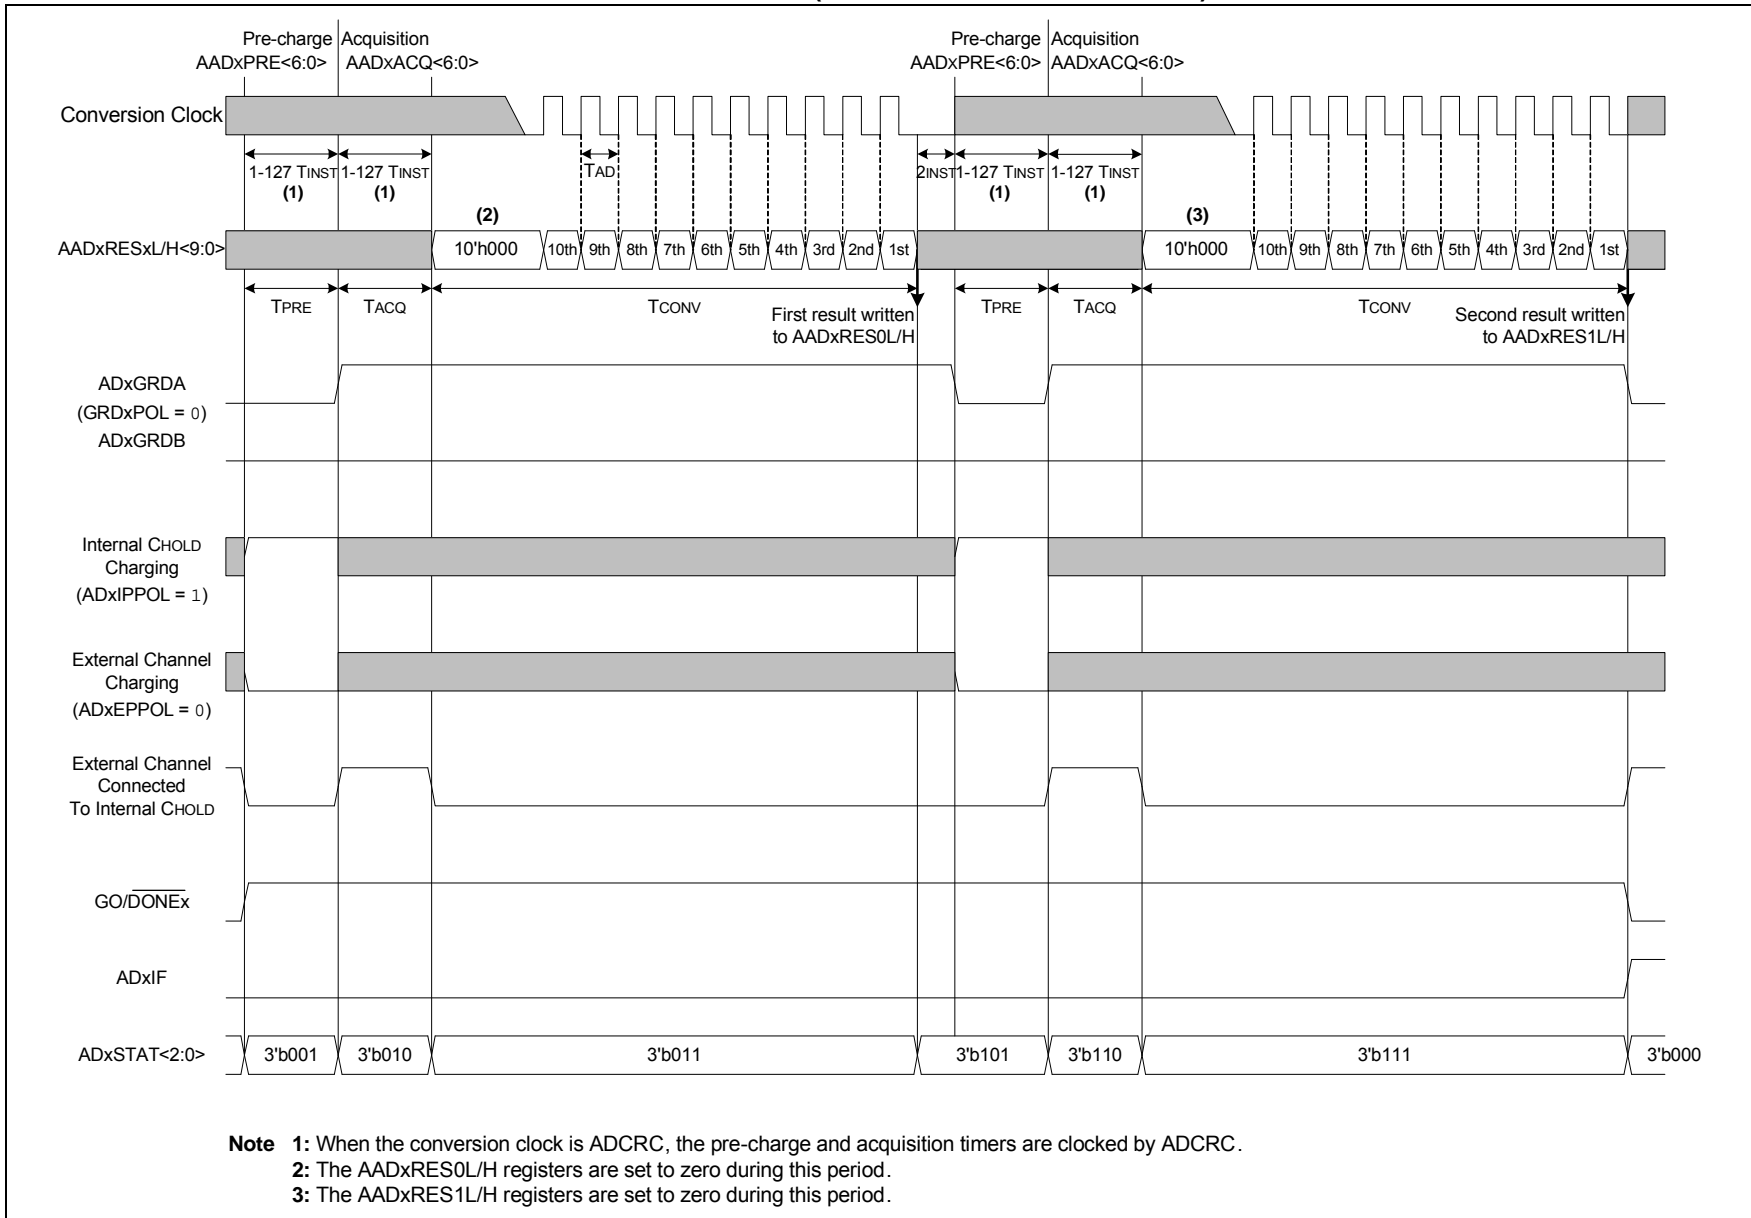 Pre-charge Acquisition Pre-charge Acquisition
AADxPRE<6:0> AADxACQ<6:0> AADxPRE<6:0> AADxACQ<6:0>
Conversion Clock
1-127 TINST 1-127 TINST TAD 2INST 1-127 TINST 1-127 TINST
(1) (1) (1) (1)
(2) (3)
AADxRESxL/H<9:0> 10'h000 10th 9th 8th 7th 6th 5th 4th 3rd 2nd 1st 10'h000 10th 9th 8th 7th 6th 5th 4th 3rd 2nd 1st
TPRE TACQ TCONV TPRE TACQ TCONV
First result written Second result written
to AADxRES0L/H to AADxRES1L/H
ADxGRDA
(GRDxPOL = 0)
ADxGRDB
Internal CHOLD
Charging
(ADxIPPOL = 1)
External Channel
Charging
(ADxEPPOL = 0)
External Channel
Connected
To Internal CHOLD
GO/DONEx
ADxIF
ADxSTAT<2:0> 3'b001 3'b010 3'b011 3'b101 3'b110 3'b111 3'b000
Note 1: When the conversion clock is ADCRC, the pre-charge and acquisition timers are clocked by ADCRC.
2: The AADxRES0L/H registers are set to zero during this period.
3: The AADxRES1L/H registers are set to zero during this period.